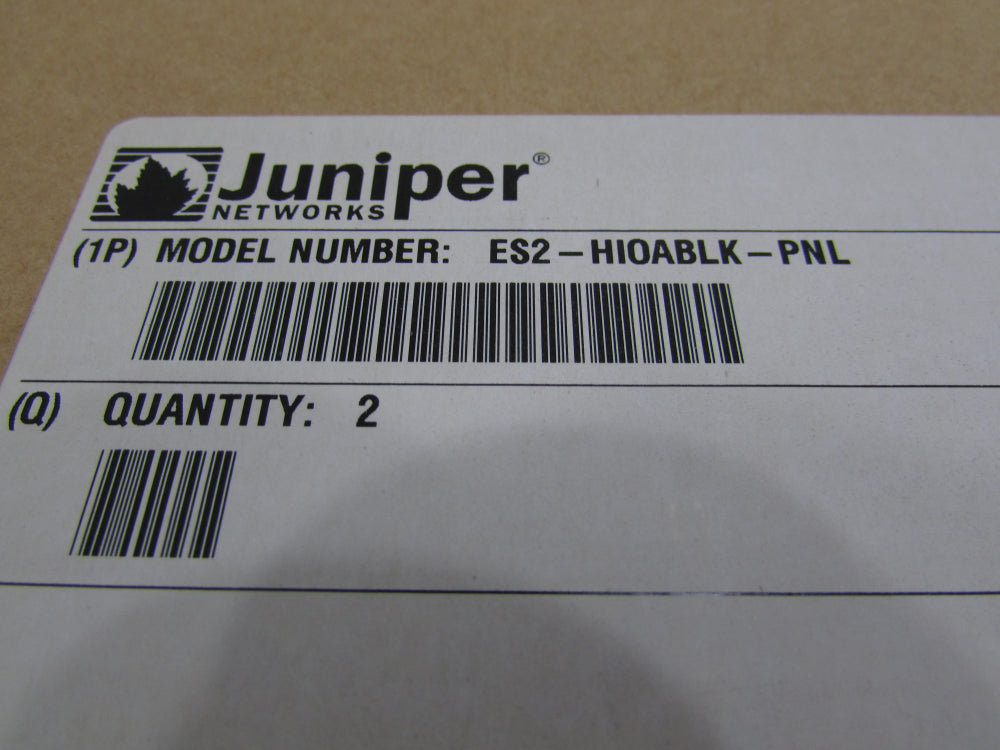 Juniper®
NETWORKS
(1P) MODEL NUMBER: ES2-HIOABLK-PNL
(Q) QUANTITY: 2